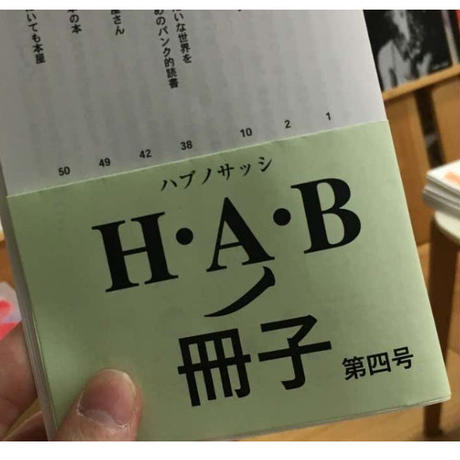 いな世界を
めのパンク的読書
屋さん
本の本
いても本屋
50 49 42 38 10 2 1
ハブノサッシ
H・A・B
ノ
冊子
第四号